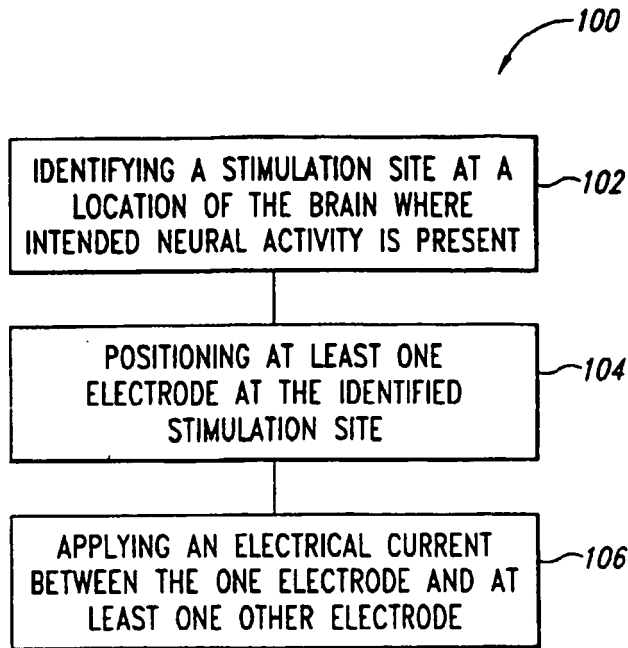 100
IDENTIFYING A STIMULATION SITE AT A
LOCATION OF THE BRAIN WHERE
INTENDED NEURAL ACTIVITY IS PRESENT
102
POSITIONING AT LEAST ONE
ELECTRODE AT THE IDENTIFIED
STIMULATION SITE
104
APPLYING AN ELECTRICAL CURRENT
BETWEEN THE ONE ELECTRODE AND AT
LEAST ONE OTHER ELECTRODE
106